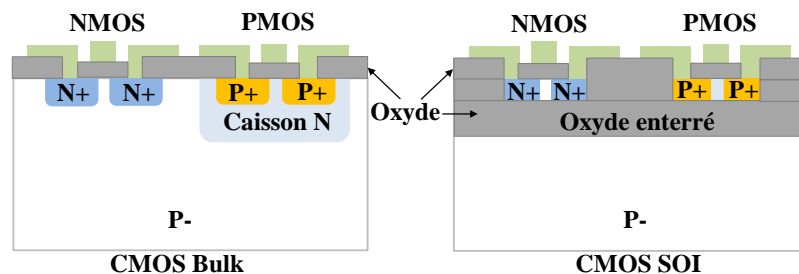 NMOS PMOS
N+ N+ P+ P+
Caisson N
P-
CMOS Bulk
Oxyde
NMOS PMOS
N+ N+ P+ P+
Oxyde enterré
P-
CMOS SOI